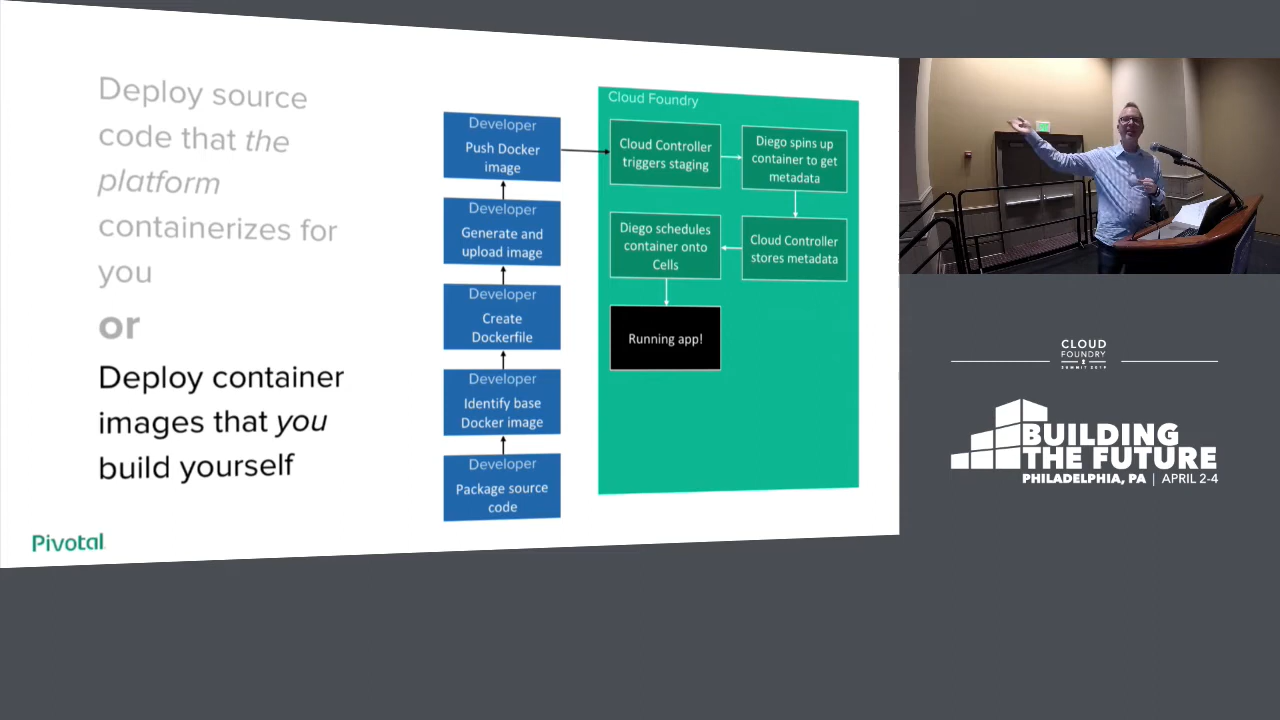 Deploy source
code that the
platform
containerizes for
you
or
Deploy container
images that you
build yourself
Pivotal
Developer
Push Docker
image
Developer
Generate and
upload image
Developer
Create
Dockerfile
Developer
Identify base
Docker image
Developer
Package source
code
Cloud Foundry
Cloud Controller
triggers staging
Diego spins up
container to get
metadata
Diego schedules
container onto
Cells
Cloud Controller
stores metadata
Running app!
CLOUD
FOUNDRY
SUMMIT 2019
BUILDING
THE FUTURE
PHILADELPHIA, PA | APRIL 2-4